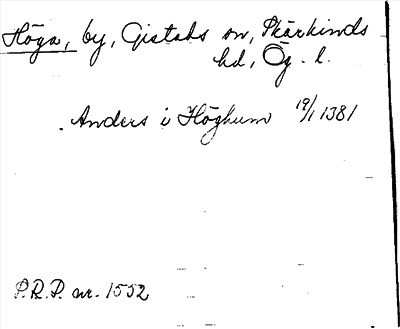 Höga, by, Gistads sn, Skärkinds
hd, Ög. l.
Anders i Höghum 19/1 1381
P.R.P. nr. 1552